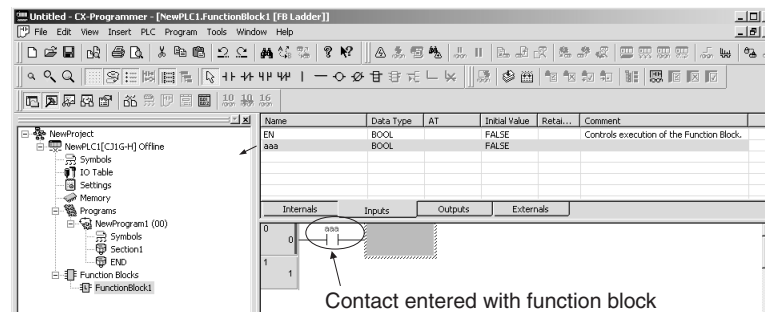 Untitled - CX-Programmer - [NewPLC1.FunctionBlock1 [FB Ladder]]
File Edit View Insert PLC Program Tools Window Help
10 10 16
Name Data Type AT Initial Value Retai... Comment
EN BOOL FALSE Controls execution of the Function Block.
aaa BOOL FALSE
Internals Inputs Outputs Externals
NewProject
NewPLC1[CJ1G-H] Offline
Symbols
IO Table
Settings
Memory
Programs
NewProgram1 (00)
Symbols
Section1
END
Function Blocks
FunctionBlock1
0
0
aaa
1
1
Contact entered with function block